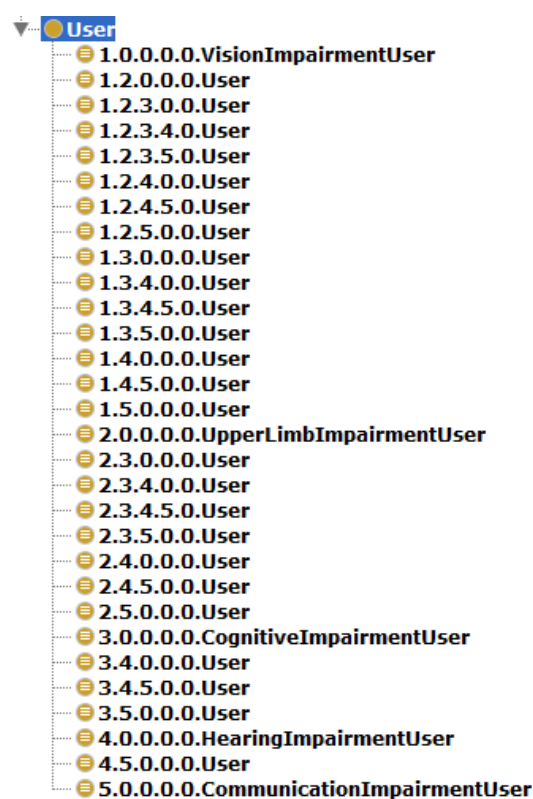 User
1.0.0.0.0.VisionImpairmentUser
1.2.0.0.0.User
1.2.3.0.0.User
1.2.3.4.0.User
1.2.3.5.0.User
1.2.4.0.0.User
1.2.4.5.0.User
1.2.5.0.0.User
1.3.0.0.0.User
1.3.4.0.0.User
1.3.4.5.0.User
1.3.5.0.0.User
1.4.0.0.0.User
1.4.5.0.0.User
1.5.0.0.0.User
2.0.0.0.0.UpperLimbImpairmentUser
2.3.0.0.0.User
2.3.4.0.0.User
2.3.4.5.0.User
2.3.5.0.0.User
2.4.0.0.0.User
2.4.5.0.0.User
2.5.0.0.0.User
3.0.0.0.0.CognitiveImpairmentUser
3.4.0.0.0.User
3.4.5.0.0.User
3.5.0.0.0.User
4.0.0.0.0.HearingImpairmentUser
4.5.0.0.0.User
5.0.0.0.0.CommunicationImpairmentUser